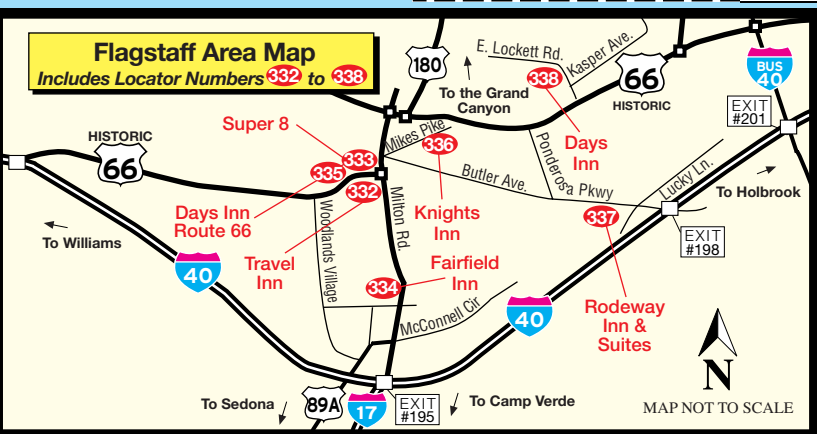 Flagstaff Area Map
Includes Locator Numbers 332 to 338
180
To the Grand
Canyon
E. Lockett Rd.
Kasper Ave.
338
66
HISTORIC
BUS
40
EXIT
#201
Super 8
Mikes Pike
336
Days
Inn
HISTORIC
66
333
335
332
Butler Ave.
Ponderosa Pkwy
Lucky Ln.
To Holbrook
Days Inn
Route 66
Woodlands Village
Milton Rd.
Knights
Inn
337
EXIT
#198
To Williams
40
Travel
Inn
334
Fairfield
Inn
McConnell Cir
40
Rodeway
Inn &
Suites
N
MAP NOT TO SCALE
To Sedona
89A
17
EXIT
#195
To Camp Verde